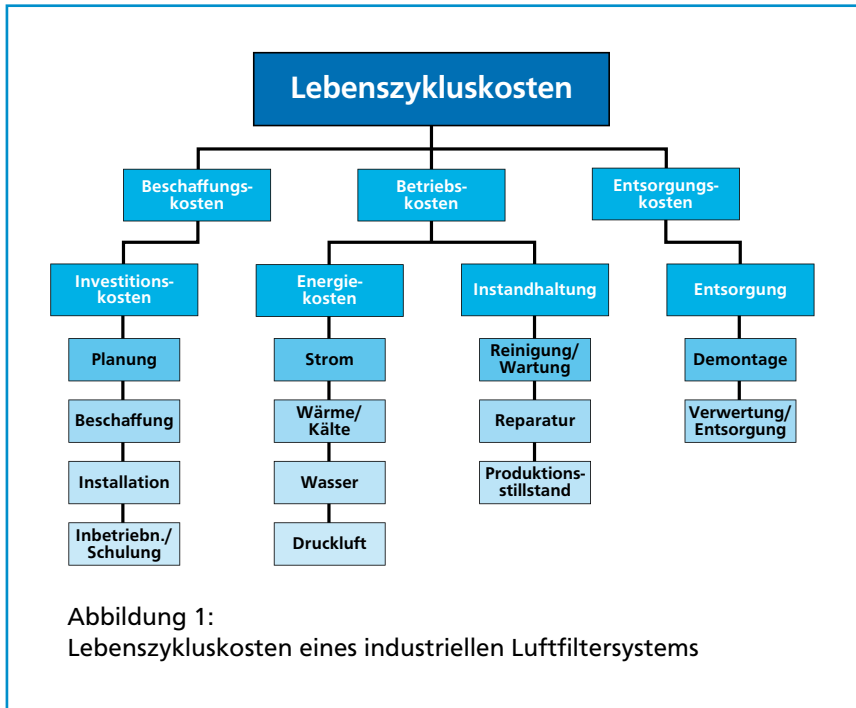 Lebenszykluskosten
Beschaffungs-
kosten
Betriebs-
kosten
Entsorgungs-
kosten
Investitions-
kosten
Energie-
kosten
Instandhaltung
Entsorgung
Planung
Beschaffung
Installation
Inbetriebn./
Schulung
Strom
Wärme/
Kälte
Wasser
Druckluft
Reinigung/
Wartung
Reparatur
Produktions-
stillstand
Demontage
Verwertung/
Entsorgung
Abbildung 1:
Lebenszykluskosten eines industriellen Luftfiltersystems